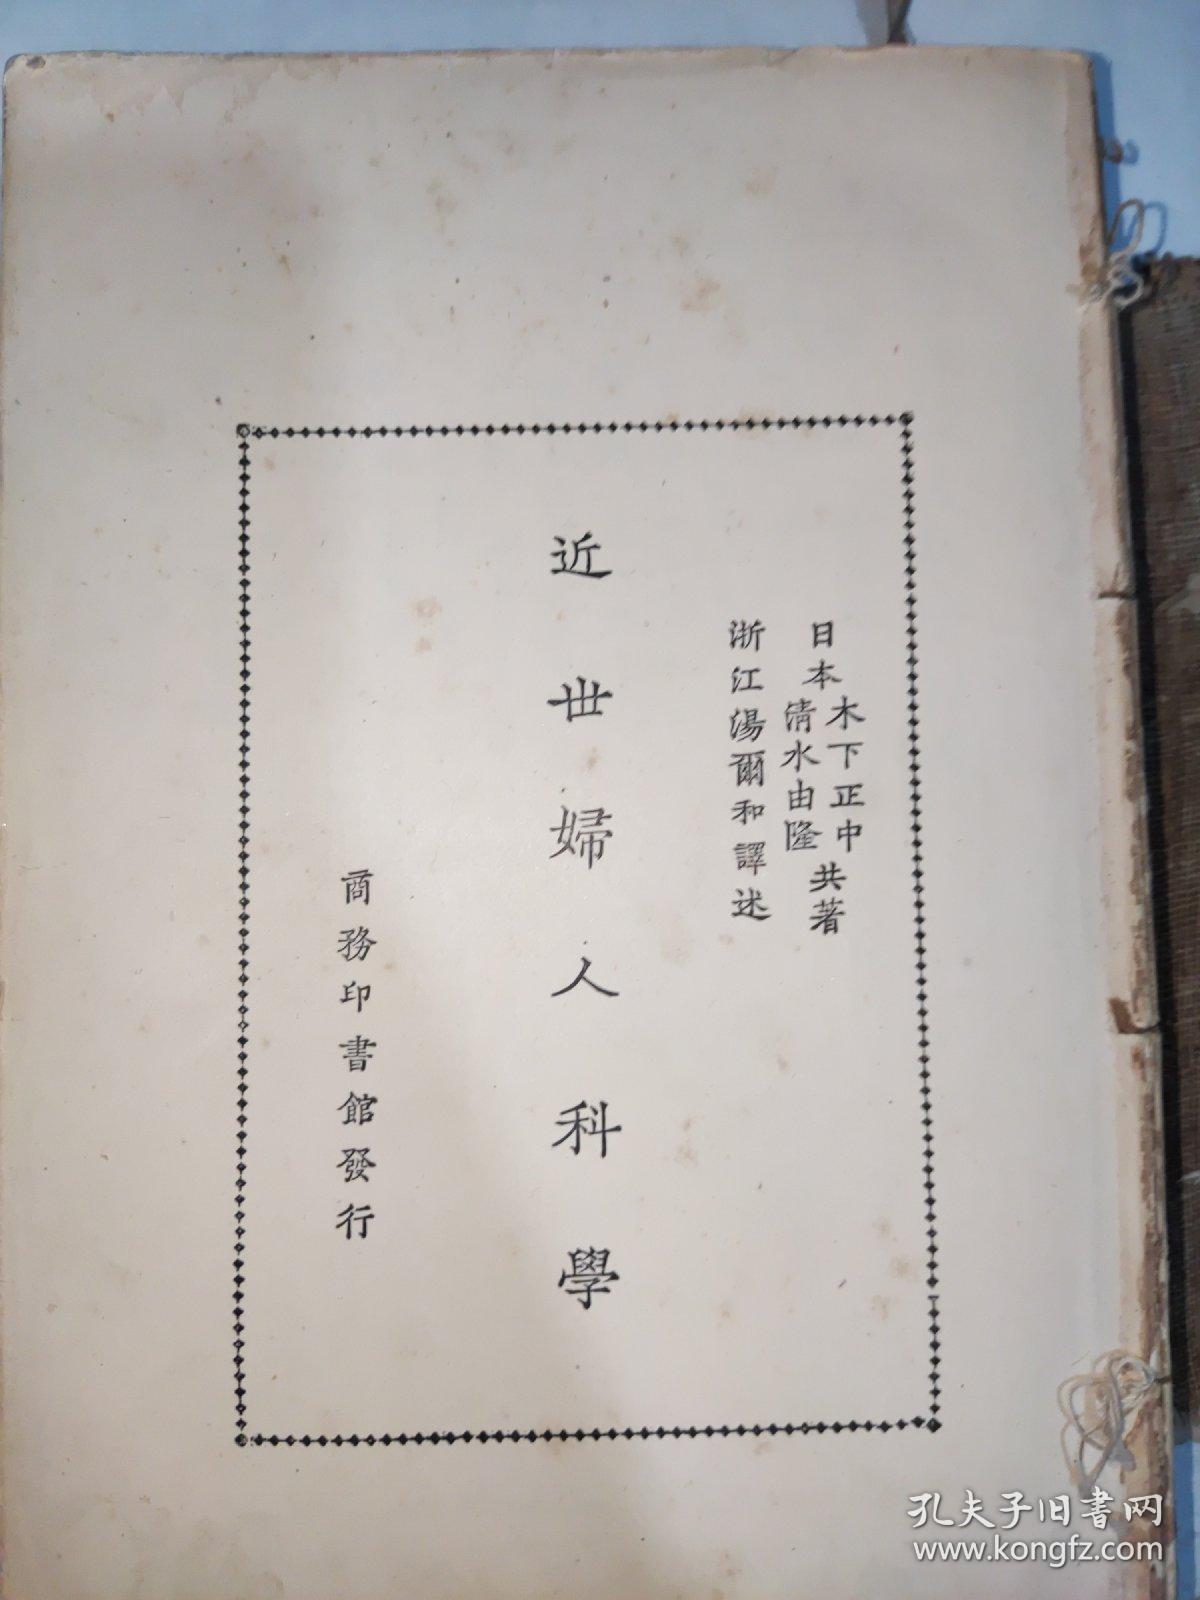 日本木下正中清水由隆共著
浙江湯爾和譯述
近世婦人科學
商務印書館發行
孔夫子旧书网
www.kongfz.com